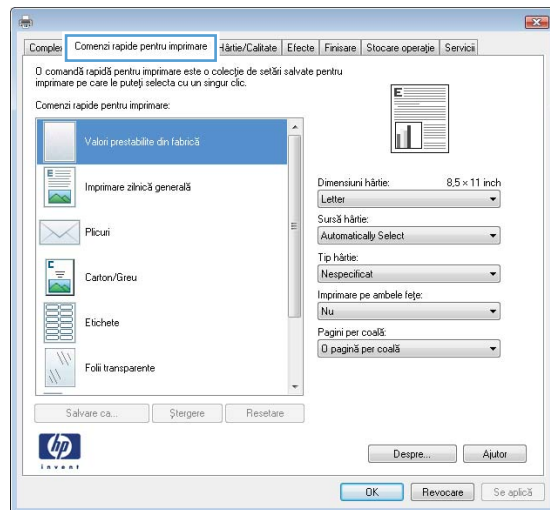 Complex
Comenzi rapide pentru imprimare
Hârtie/Calitate
Efecte
Finisare
Stocare operaţie
Servicii
O comandă rapidă pentru imprimare este o colecţie de setări salvate pentru
imprimare pe care le puteţi selecta cu un singur clic.
Comenzi rapide pentru imprimare:
Valori prestabilite din fabrică
Imprimare zilnică generală
Plicuri
Carton/Greu
Etichete
Folii transparente
Salvare ca...
Ştergere
Resetare
E
Dimensiuni hârtie:
8,5 × 11 inch
Letter
Sursă hârtie:
Automatically Select
Tip hârtie:
Nespecificat
Imprimare pe ambele feţe:
Nu
Pagini per coală:
O pagină per coală
hp
invent
Despre...
Ajutor
OK
Revocare
Se aplică